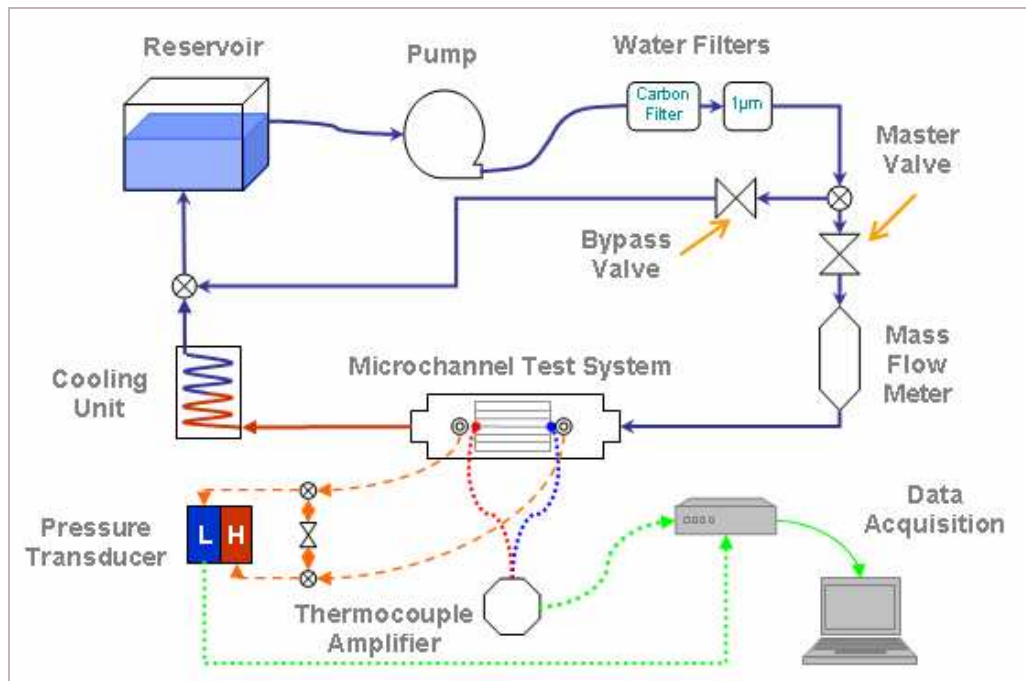 Reservoir
Pump
Water Filters
Carbon
Filter
1µm
Master
Valve
Bypass
Valve
Mass
Flow
Meter
Microchannel Test System
Cooling
Unit
Pressure
Transducer
L H
Thermocouple
Amplifier
Data
Acquisition